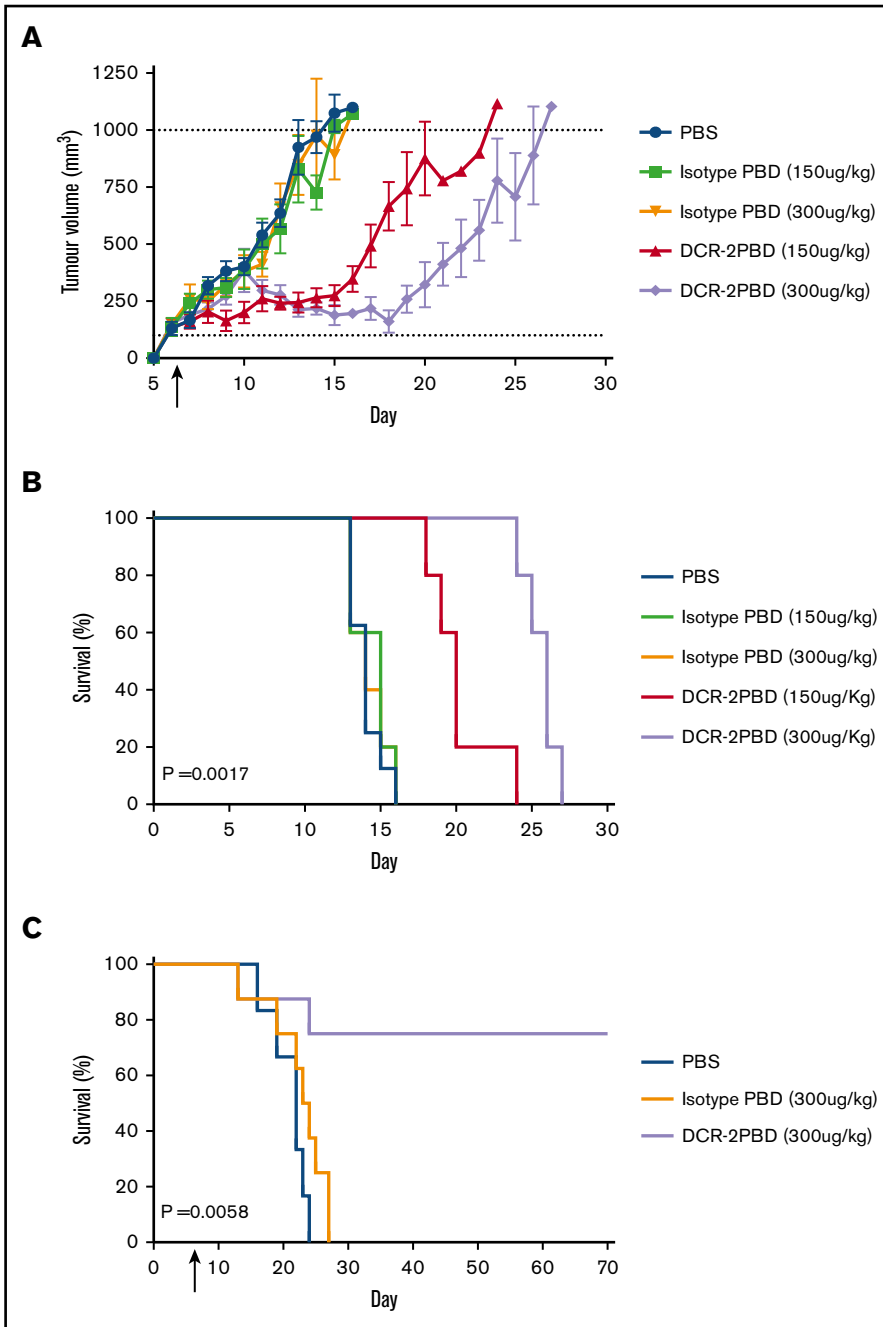 A
1250
1000
750
500
250
0
Tumour volume (mm³)
5 10 15 20 25 30
Day
PBS
Isotype PBD (150ug/kg)
Isotype PBD (300ug/kg)
DCR-2PBD (150ug/kg)
DCR-2PBD (300ug/kg)
B
100
80
60
40
20
0
Survival (%)
P=0.0017
0 5 10 15 20 25 30
Day
PBS
Isotype PBD (150ug/kg)
Isotype PBD (300ug/kg)
DCR-2PBD (150ug/Kg)
DCR-2PBD (300ug/Kg)
C
100
80
60
40
20
0
Survival (%)
P=0.0058
0 10 20 30 40 50 60 70
Day
PBS
Isotype PBD (300ug/kg)
DCR-2PBD (300ug/kg)